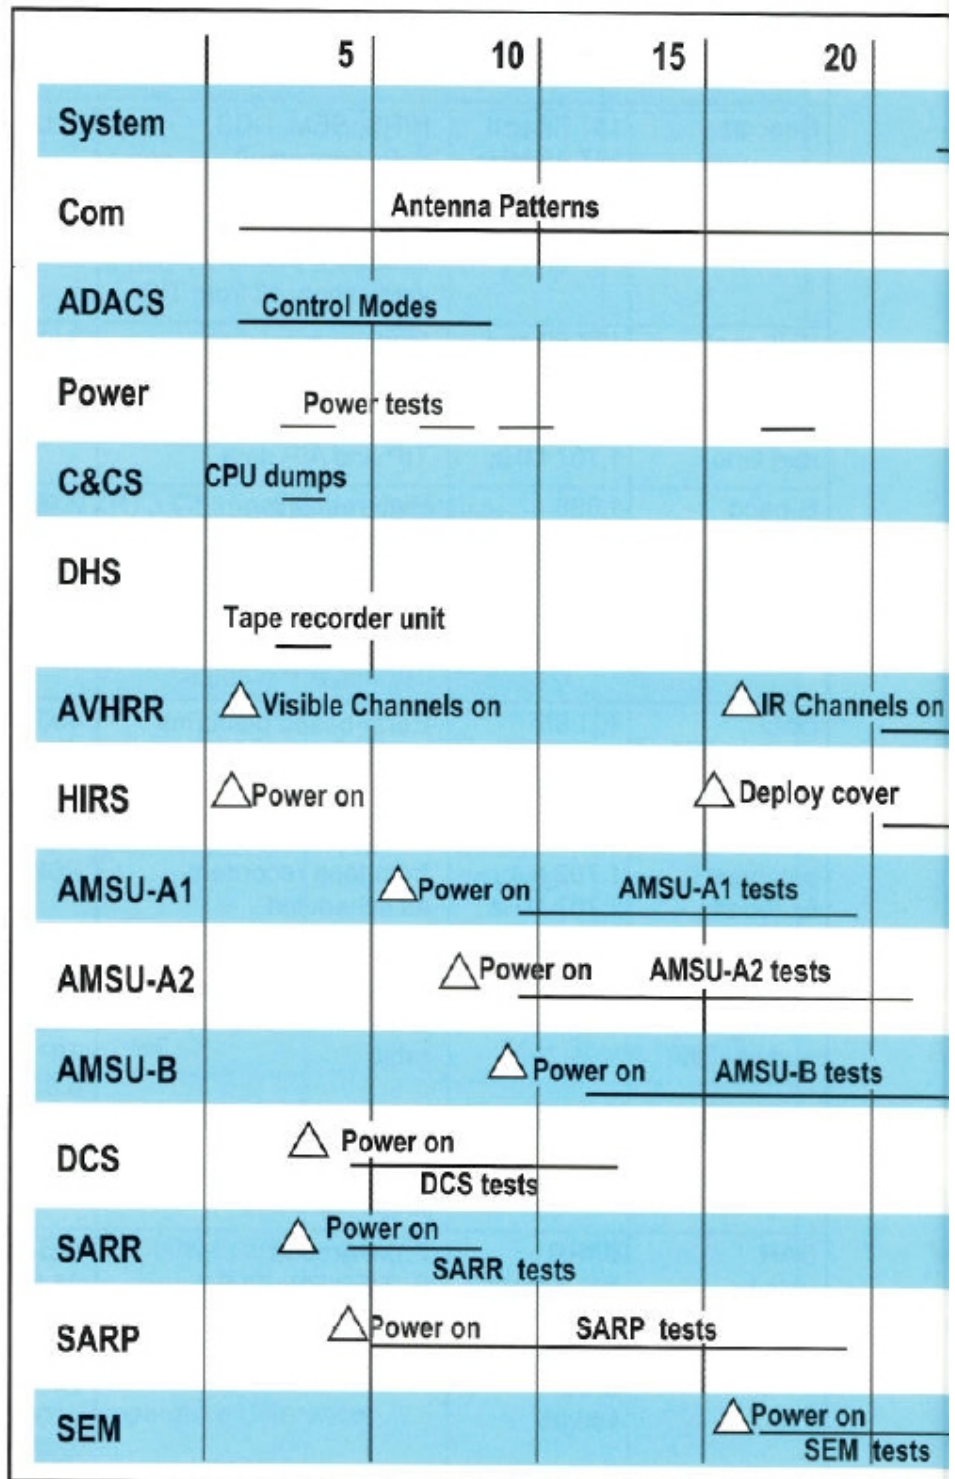 5 10 15 20
System
Com Antenna Patterns
ADACS Control Modes
Power Power tests
C&CS CPU dumps
DHS
Tape recorder unit
AVHRR Visible Channels on IR Channels on
HIRS Power on Deploy cover
AMSU-A1 Power on AMSU-A1 tests
AMSU-A2 Power on AMSU-A2 tests
AMSU-B Power on AMSU-B tests
DCS Power on
DCS tests
SARR Power on
SARR tests
SARP Power on SARP tests
SEM Power on
SEM tests